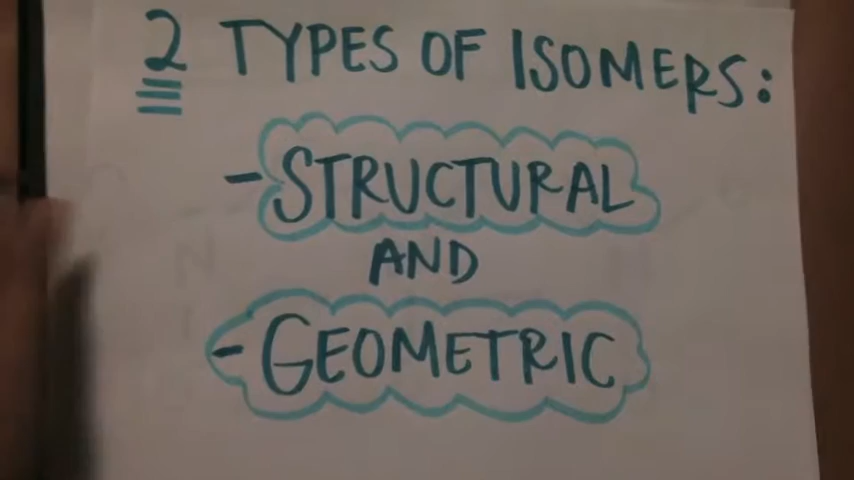 2 TYPES OF ISOMERS:
-STRUCTURAL
AND
-GEOMETRIC